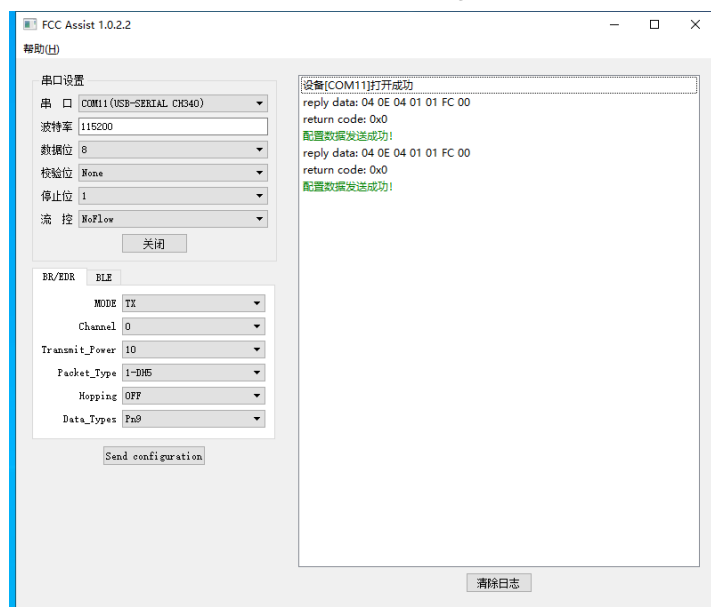 FCC Assist 1.0.2.2
帮助(H)
串口设置
串 口 COM11(USB-SERIAL CH340)
波特率 115200
数据位 8
校验位 None
停止位 1
流 控 NoFlow
关闭
BR/EDR BLE
MODE TX
Channel 0
Transmit_Power 10
Packet_Type 1-DH5
Hopping OFF
Data_Types Pn9
Send configuration
设备[COM11]打开成功
reply data: 04 0E 04 01 01 FC 00
return code: 0x0
配置数据发送成功!
reply data: 04 0E 04 01 01 FC 00
return code: 0x0
配置数据发送成功!
清除日志